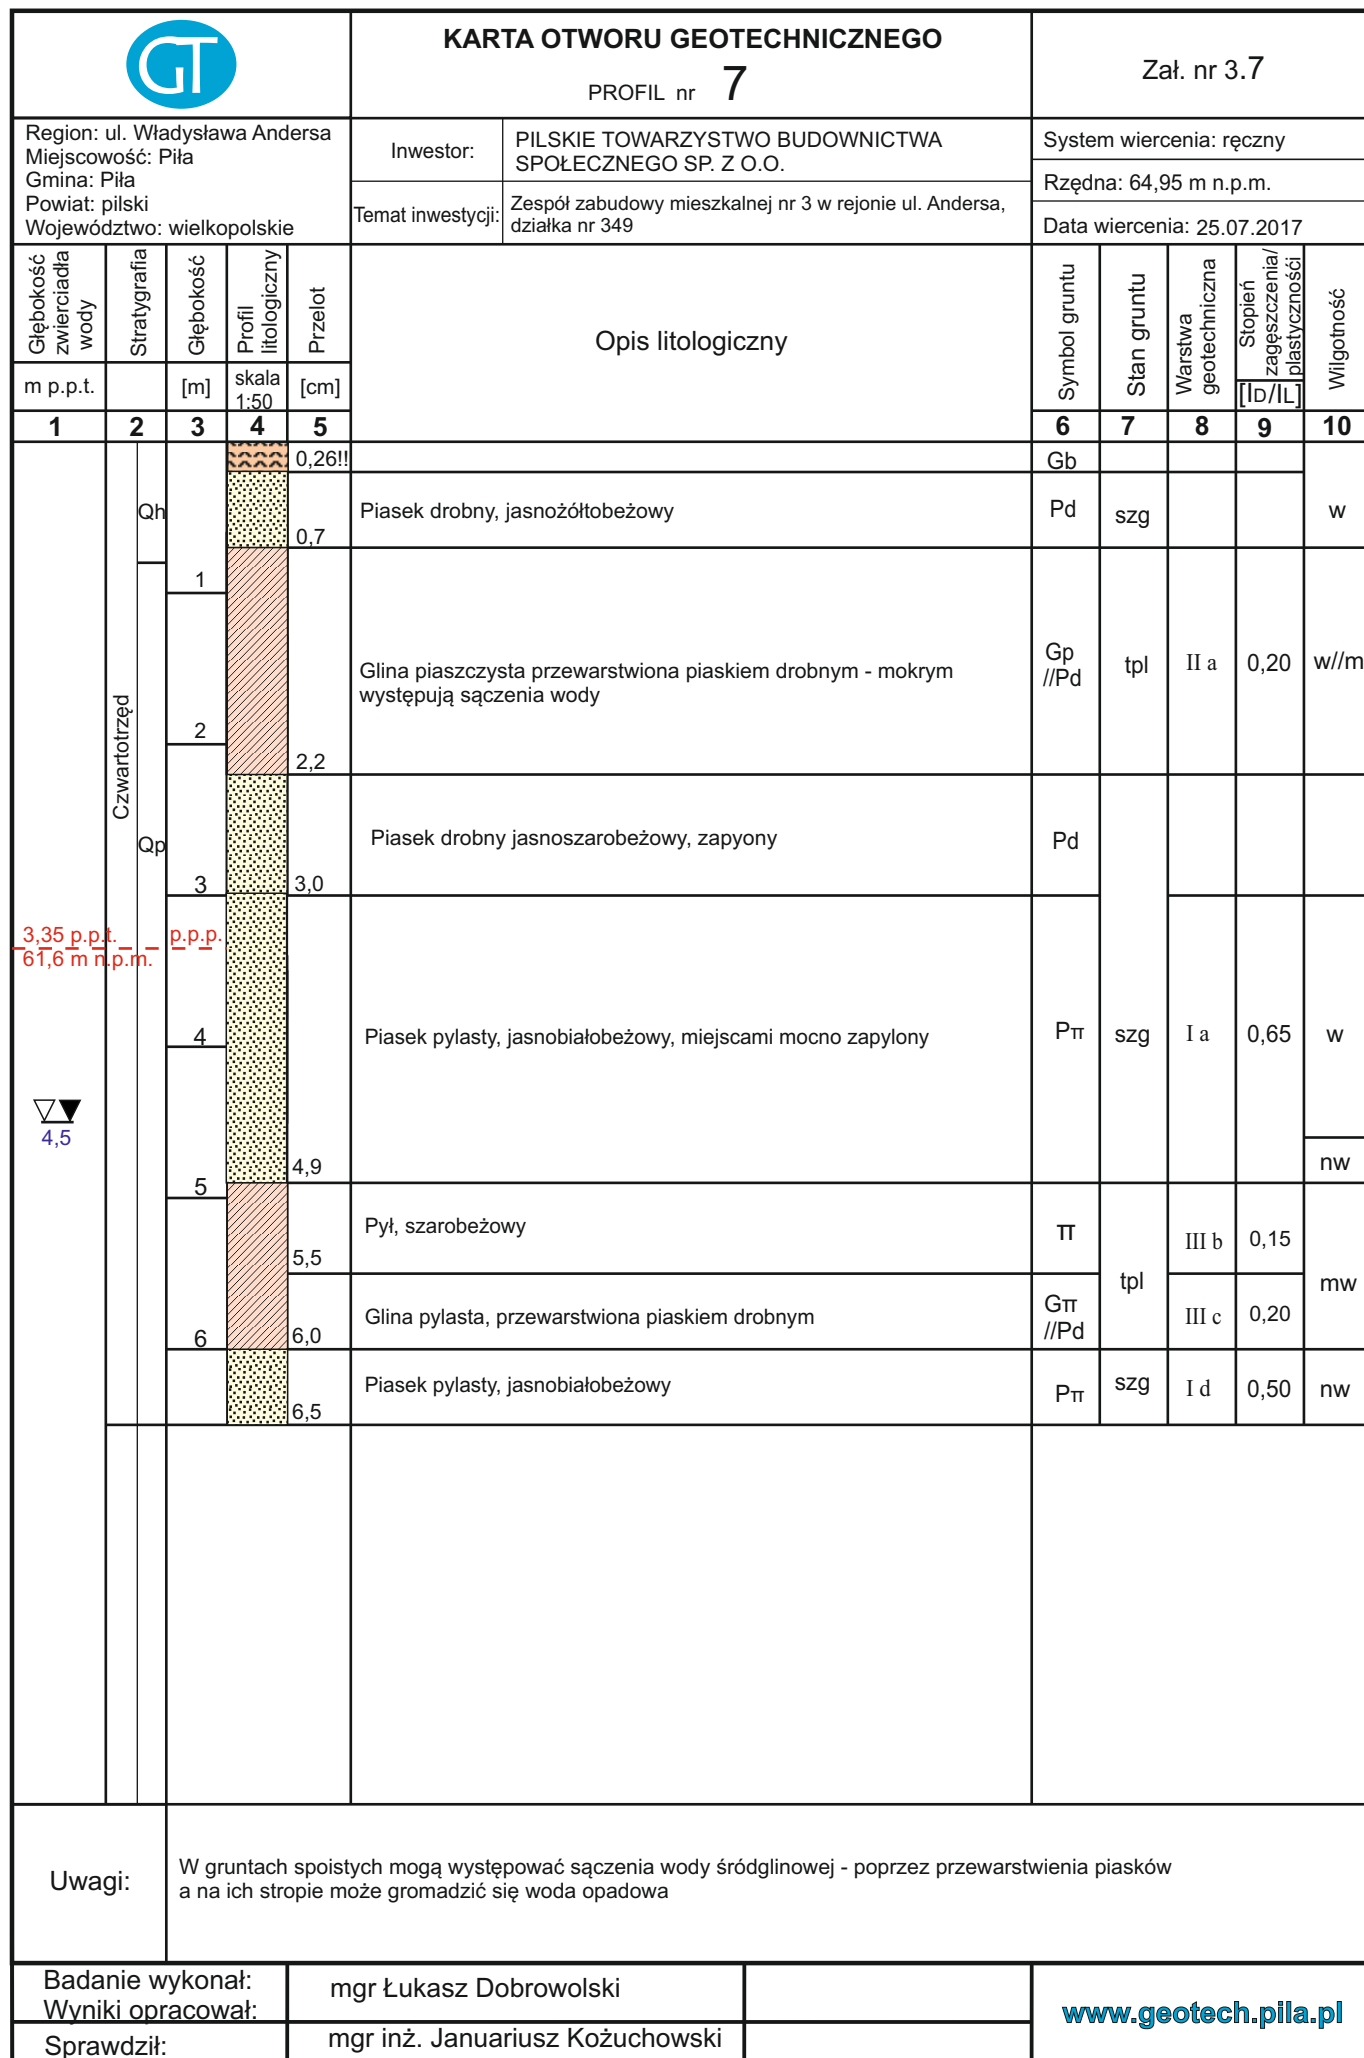 GT
KARTA OTWORU GEOTECHNICZNEGO
PROFIL nr 7
Zał. nr 3.7
Region: ul. Władysława Andersa
Miejscowość: Piła
Gmina: Piła
Powiat: pilski
Województwo: wielkopolskie
Inwestor:
PILSKIE TOWARZYSTWO BUDOWNICTWA
SPOŁECZNEGO SP. Z O.O.
Temat inwestycji:
Zespół zabudowy mieszkalnej nr 3 w rejonie ul. Andersa,
działka nr 349
System wiercenia: ręczny
Rzędna: 64,95 m n.p.m.
Data wiercenia: 25.07.2017
Głębokość
zwierciadła
wody
Stratygrafia
Głębokość
Profil
litologiczny
Przelot
Opis litologiczny
Symbol gruntu
Stan gruntu
Warstwa
geotechniczna
Stopień
zagęszczenia/
plastycznośći
Wilgotność
m p.p.t.
[m]
skala
1:50
[cm]
[ID/IL]
1 2 3 4 5 6 7 8 9 10
0,26!! Gb
Qh
Piasek drobny, jasnożółtobeżowy
Pd szg w
0,7
1
Glina piaszczysta przewarstwiona piaskiem drobnym - mokrym
występują sączenia wody
Gp
//Pd
tpl II a 0,20 w//m
Czwartotrzęd
2
2,2
Qp
Piasek drobny jasnoszarobeżowy, zapyony
Pd
3
3,0
3,35 p.p.t. p.p.p.
61,6 m n.p.m.
4
Piasek pylasty, jasnobiałobeżowy, miejscami mocno zapylony
Pπ szg I a 0,65 w
4,5
4,9
nw
5
Pył, szarobeżowy
π III b 0,15
5,5
tpl mw
Glina pylasta, przewarstwiona piaskiem drobnym
Gπ
//Pd
III c 0,20
6
6,0
Piasek pylasty, jasnobiałobeżowy
Pπ szg I d 0,50 nw
6,5
Uwagi:
W gruntach spoistych mogą występować sączenia wody śródglinowej - poprzez przewarstwienia piasków
a na ich stropie może gromadzić się woda opadowa
Badanie wykonał:
Wyniki opracował:
mgr Łukasz Dobrowolski
www.geotech.pila.pl
Sprawdził:
mgr inż. Januariusz Kożuchowski